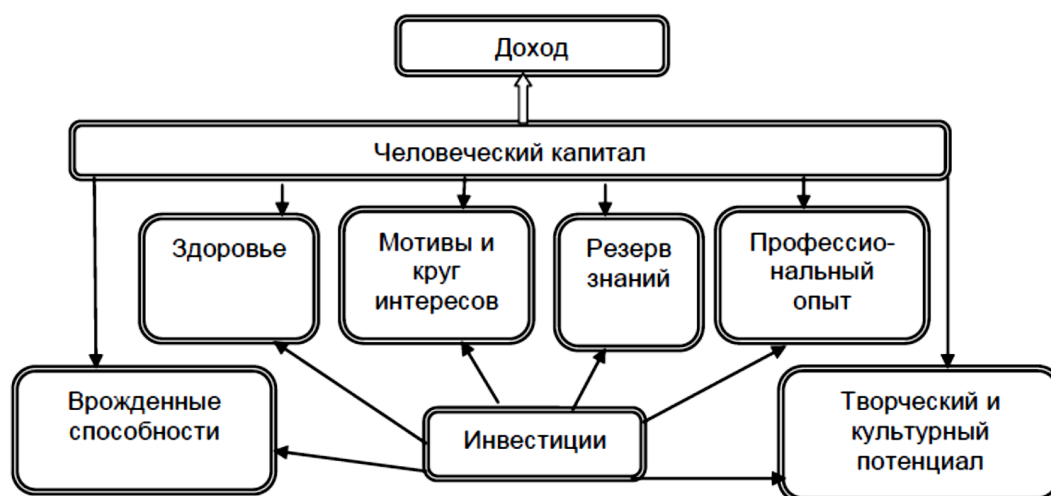 Доход
Человеческий капитал
Здоровье
Мотивы и
круг
интересов
Резерв
знаний
Профессио-
нальный
опыт
Врожденные
способности
Инвестиции
Творческий и
культурный
потенциал